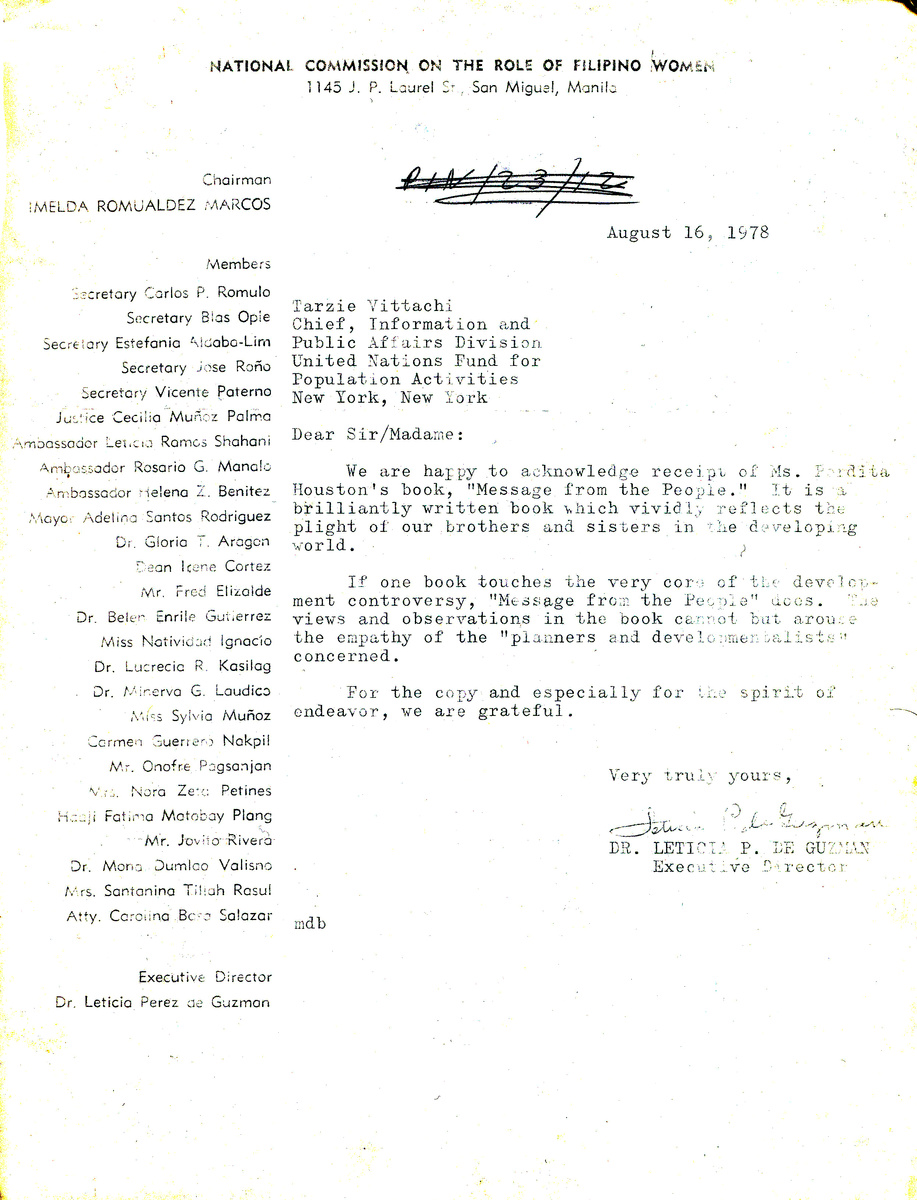 NATIONAL COMMISSION ON THE ROLE OF FILIPINO WOMEN
1145 J. P. Laurel St., San Miguel, Manila
Chairman
IMELDA ROMUALDEZ MARCOS
Members
Secretary Carlos P. Romulo
Secretary Blas Ople
Secretary Estefania Aldaba-Lim
Secretary Jose Roño
Secretary Vicente Paterno
Justice Cecilia Muñoz Palma
Ambassador Leticia Ramos Shahani
Ambassador Rosario G. Manalo
Ambassador Helena Z. Benitez
Mayor Adelina Santos Rodriguez
Dr. Gloria T. Aragon
Dean Irene Cortez
Mr. Fred Elizalde
Dr. Belen Enrile Gutierrez
Miss Natividad Ignacio
Dr. Lucrecia R. Kasilag
Dr. Minerva G. Laudico
Miss Sylvia Muñoz
Carmen Guerrero Nakpil
Mr. Onofre Pagsanjan
Mrs. Nora Zeta Petines
Hadji Fatima Matabay Plang
Mr. Jovito Rivera
Dr. Mona Dumlao Valisno
Mrs. Santanina Tillah Rasul
Atty. Carolina Salazar
Executive Director
Dr. Leticia Perez de Guzman
PIN/23/12
August 16, 1978
Tarzie Vittachi
Chief, Information and
Public Affairs Division
United Nations Fund for
Population Activities
New York, New York
Dear Sir/Madame:
We are happy to acknowledge receipt of Ms. Perdita
Houston's book, "Message from the People." It is a
brilliantly written book which vividly reflects the
plight of our brothers and sisters in the developing
world.
If one book touches the very core of the develop-
ment controversy, "Message from the People" does. The
views and observations in the book cannot but arouse
the empathy of the "planners and developmentalists"
concerned.
For the copy and especially for the spirit of
endeavor, we are grateful.
Very truly yours,
Leticia P. de Guzman
DR. LETICIA P. DE GUZMAN
Executive Director
mdb